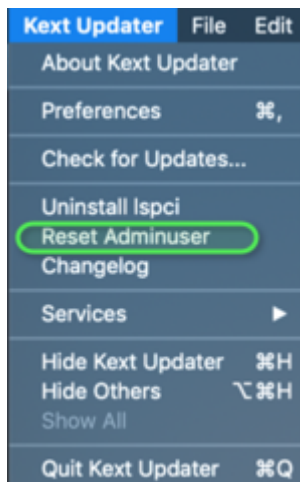 Kext Updater File Edit
About Kext Updater
Preferences ⌘,
Check for Updates...
Uninstall lspci
Reset Adminuser
Changelog
Services ▶
Hide Kext Updater ⌘H
Hide Others ⌥⌘H
Show All
Quit Kext Updater ⌘Q